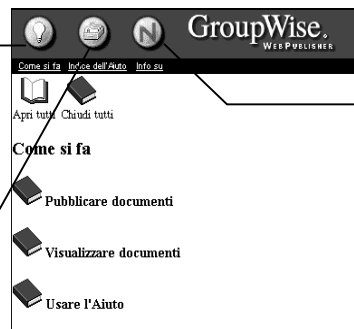 N
GroupWise.
WEBPUBLISHER
Come si fa Indice dell'Aiuto Info su
Apri tutti Chiudi tutti
Come si fa
Pubblicare documenti
Visualizzare documenti
Usare l'Aiuto